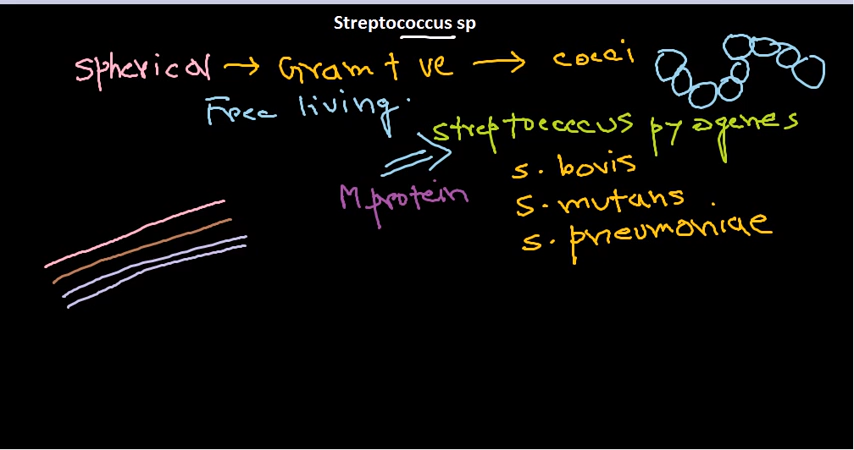 Streptococcus sp
Spherical → Gram + ve → cocci
Free living.
Streptococcus pyogenes
S. bovis
M protein
S. mutans
S. pneumoniae